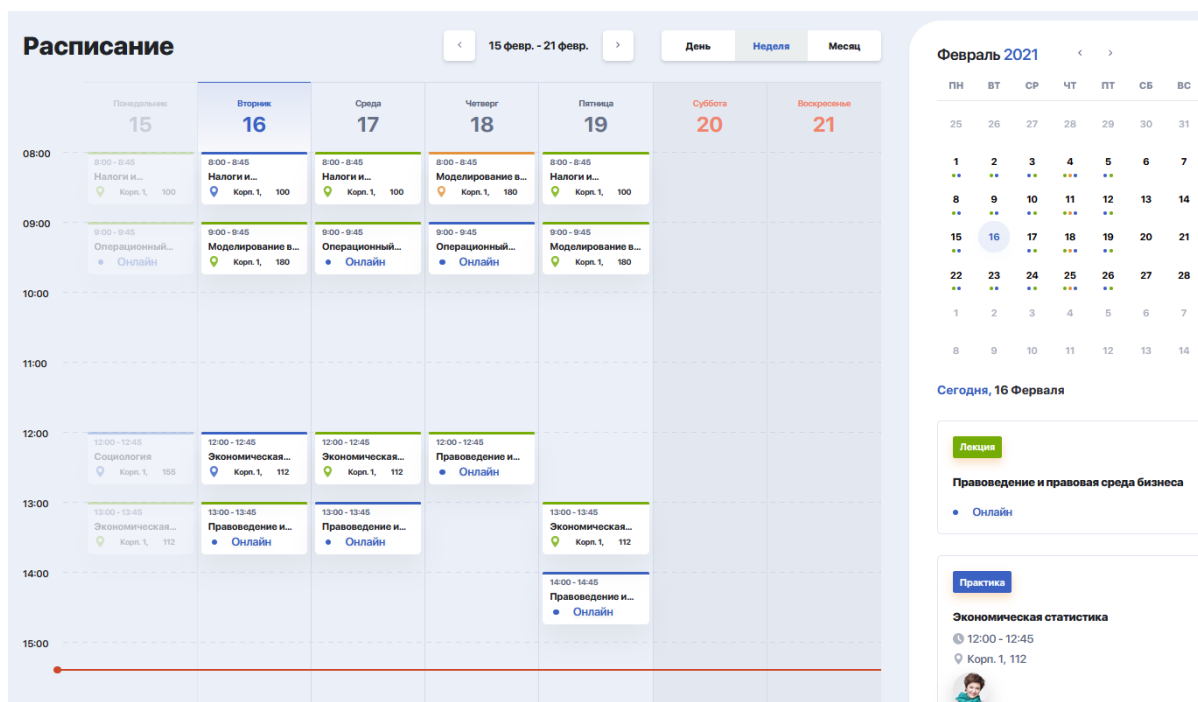 Расписание
15 февр. - 21 февр.
День
Неделя
Месяц
Понедельник
15
Вторник
16
Среда
17
Четверг
18
Пятница
19
Суббота
20
Воскресенье
21
08:00
8:00 - 8:45
Налоги и...
Корп. 1, 100
8:00 - 8:45
Налоги и...
Корп. 1, 100
8:00 - 8:45
Налоги и...
Корп. 1, 100
8:00 - 8:45
Моделирование в...
Корп. 1, 180
8:00 - 8:45
Налоги и...
Корп. 1, 100
09:00
9:00 - 9:45
Операционный...
Онлайн
9:00 - 9:45
Моделирование в...
Корп. 1, 180
9:00 - 9:45
Операционный...
Онлайн
9:00 - 9:45
Операционный...
Онлайн
9:00 - 9:45
Моделирование в...
Корп. 1, 180
10:00
11:00
12:00
12:00 - 12:45
Социология
Корп. 1, 155
12:00 - 12:45
Экономическая...
Корп. 1, 112
12:00 - 12:45
Экономическая...
Корп. 1, 112
12:00 - 12:45
Правоведение и...
Онлайн
13:00
13:00 - 13:45
Экономическая...
Корп. 1, 112
13:00 - 13:45
Правоведение и...
Онлайн
13:00 - 13:45
Правоведение и...
Онлайн
13:00 - 13:45
Экономическая...
Корп. 1, 112
14:00
14:00 - 14:45
Правоведение и...
Онлайн
15:00
Февраль 2021
ПН ВТ СР ЧТ ПТ СБ ВС
25 26 27 28 29 30 31
1 2 3 4 5 6 7
8 9 10 11 12 13 14
15 16 17 18 19 20 21
22 23 24 25 26 27 28
1 2 3 4 5 6 7
8 9 10 11 12 13 14
Сегодня, 16 Ферваля
Лекция
Правоведение и правовая среда бизнеса
Онлайн
Практика
Экономическая статистика
12:00 - 12:45
Корп. 1, 112